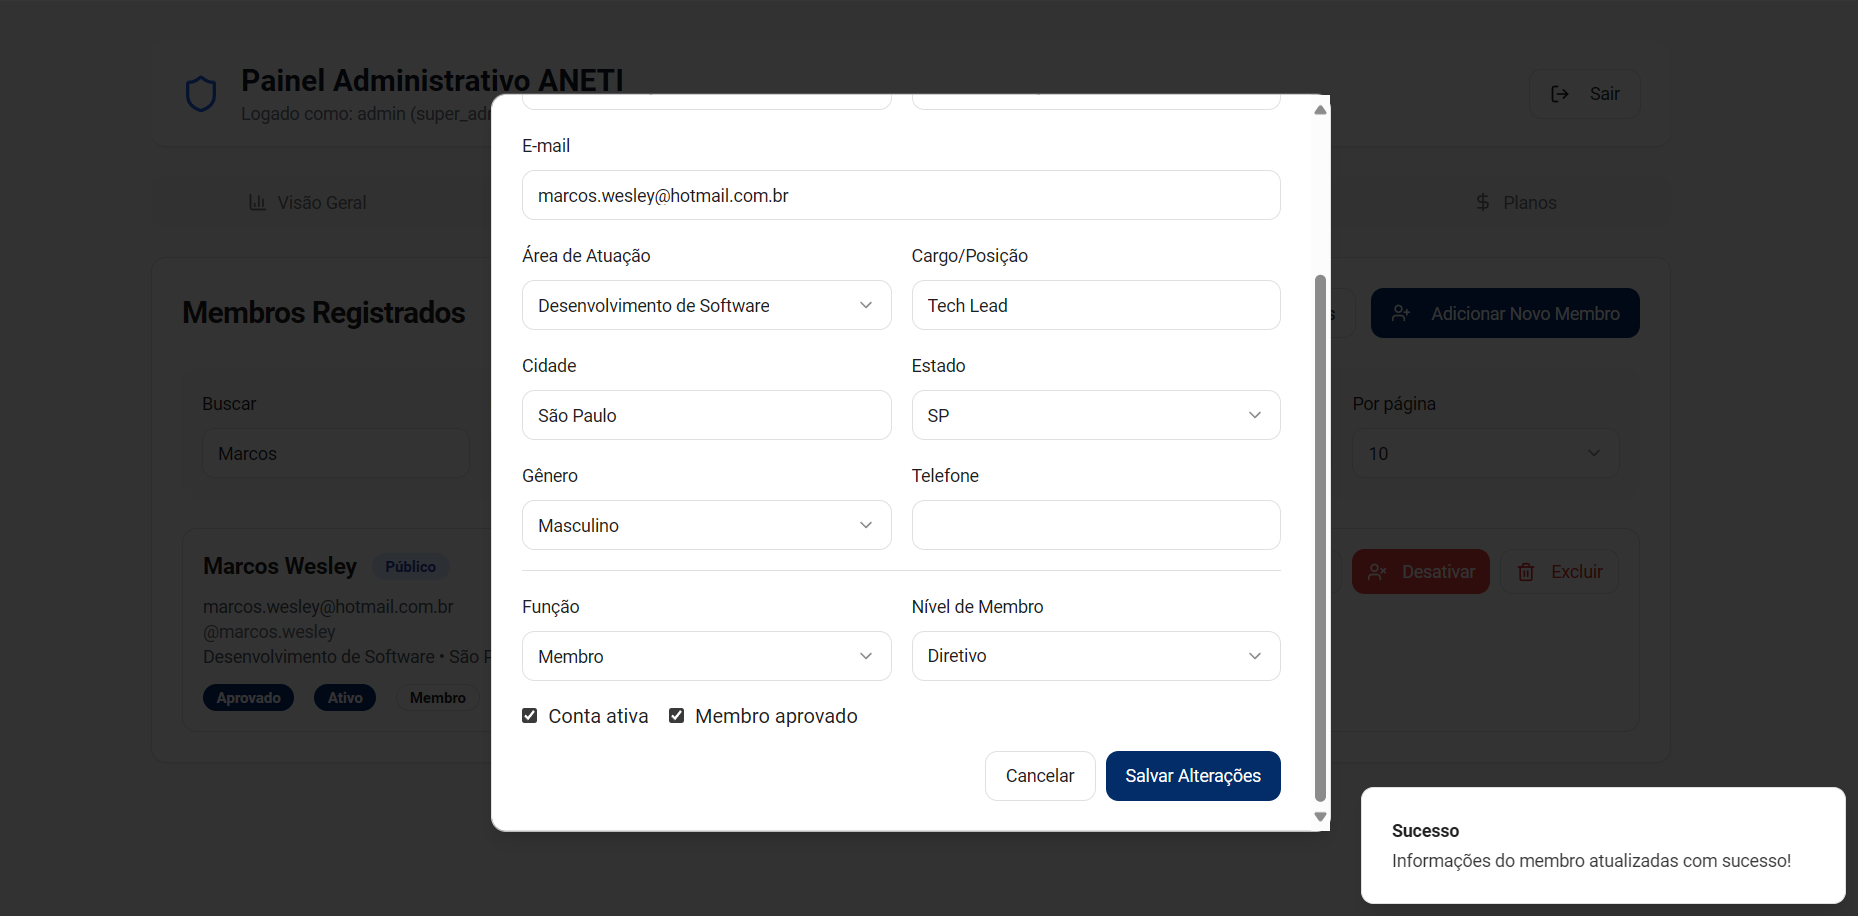 Painel Administrativo ANETI
Logado como: admin (super_adr
Sair
Visão Geral
Planos
Membros Registrados
Adicionar Novo Membro
Buscar
Marcos
Por página
10
Marcos Wesley
Público
marcos.wesley@hotmail.com.br
@marcos.wesley
Desenvolvimento de Software • São P
Aprovado
Ativo
Membro
Desativar
Excluir
E-mail
marcos.wesley@hotmail.com.br
Área de Atuação
Cargo/Posição
Desenvolvimento de Software
Tech Lead
Cidade
Estado
São Paulo
SP
Gênero
Telefone
Masculino
Função
Nível de Membro
Membro
Diretivo
Conta ativa
Membro aprovado
Cancelar
Salvar Alterações
Sucesso
Informações do membro atualizadas com sucesso!